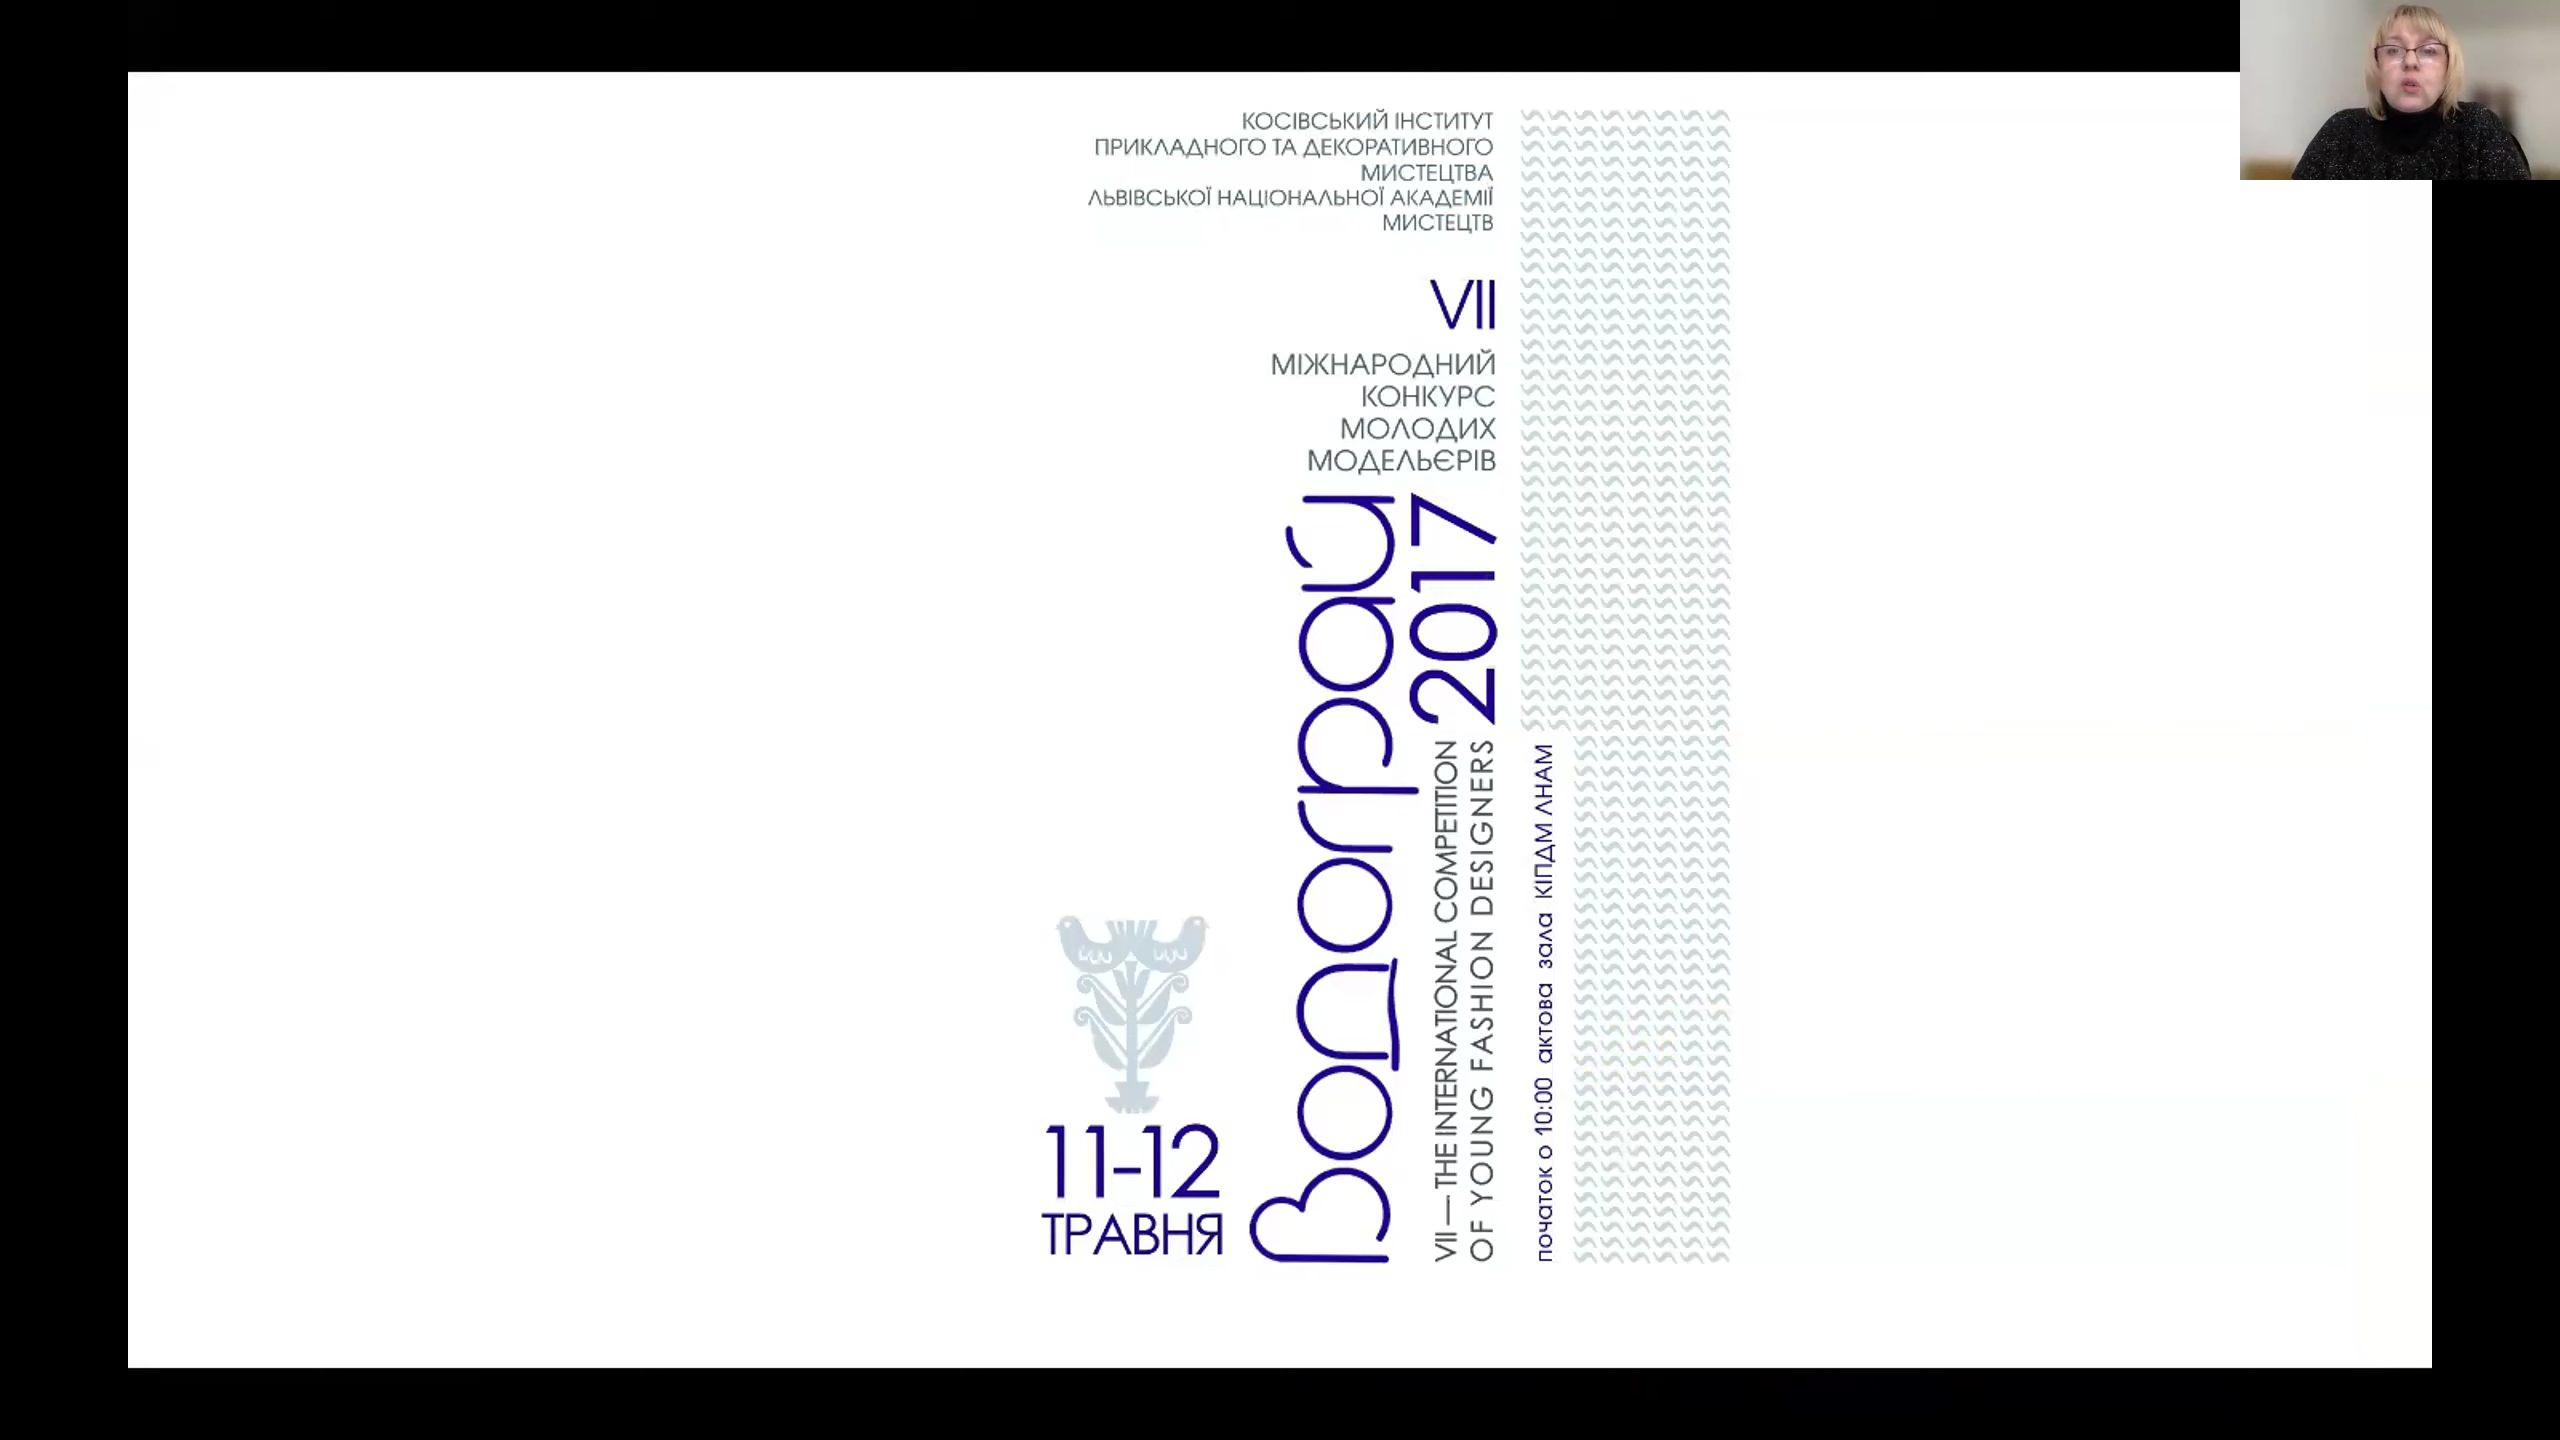 КОСІВСЬКИЙ ІНСТИТУТ
ПРИКЛАДНОГО ТА ДЕКОРАТИВНОГО
МИСТЕЦТВА
ЛЬВІВСЬКОЇ НАЦІОНАЛЬНОЇ АКАДЕМІЇ
МИСТЕЦТВ
VII
МІЖНАРОДНИЙ
КОНКУРС
МОЛОДИХ
МОДЕЛЬЄРІВ
Водограй
2017
VII — THE INTERNATIONAL COMPETITION
OF YOUNG FASHION DESIGNERS
початок о 10:00 актова зала КІПДМ ЛНАМ
11-12
ТРАВНЯ